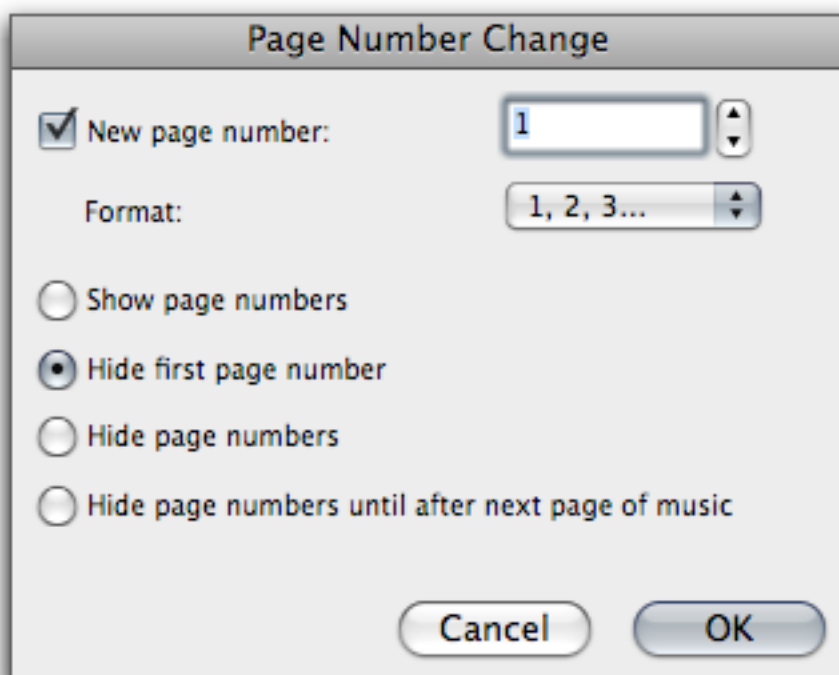 Page Number Change
New page number: 1
Format: 1, 2, 3...
Show page numbers
Hide first page number
Hide page numbers
Hide page numbers until after next page of music
Cancel OK